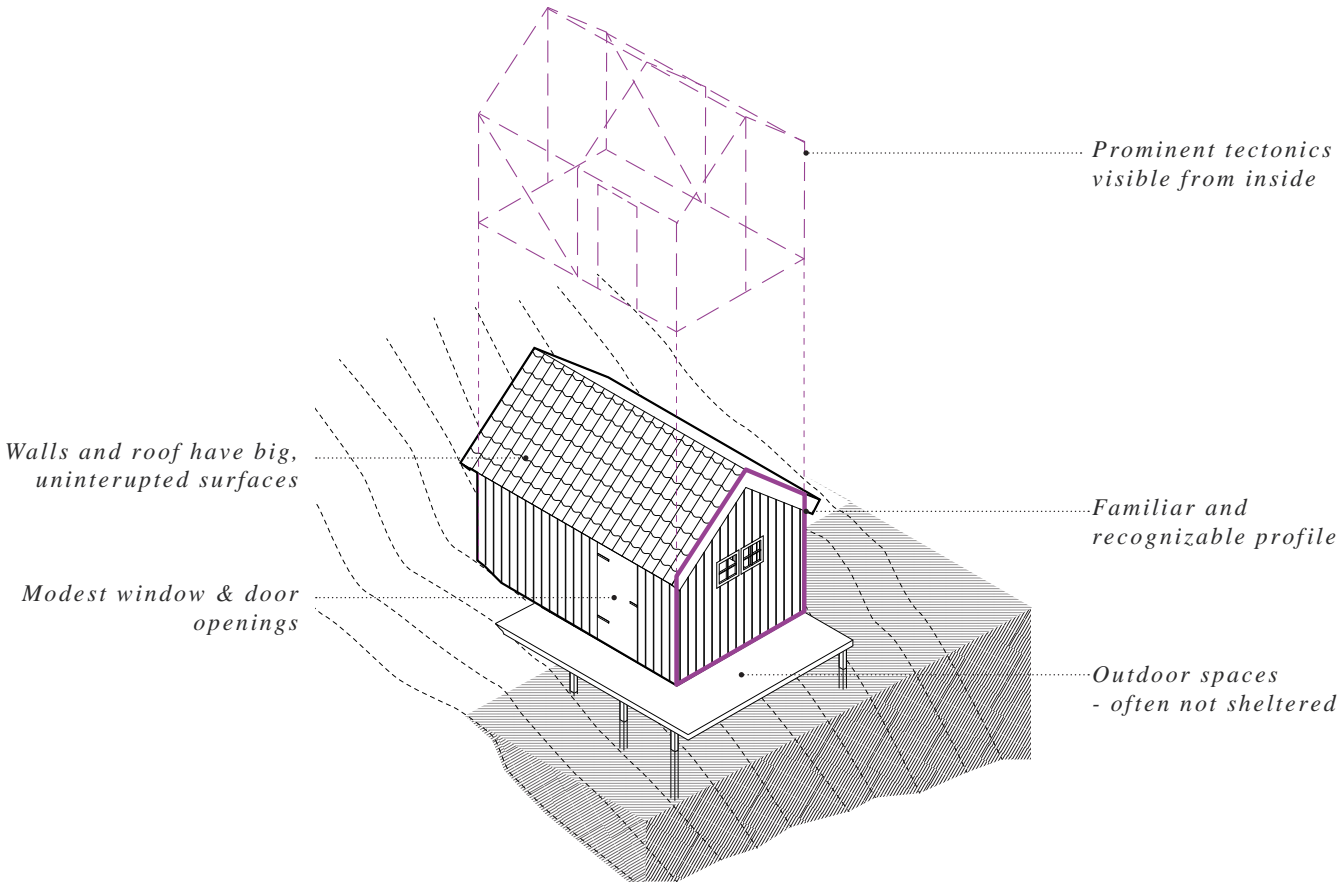 Prominent tectonics
visible from inside
Walls and roof have big,
uninterupted surfaces
Familiar and
recognizable profile
Modest window & door
openings
Outdoor spaces
- often not sheltered